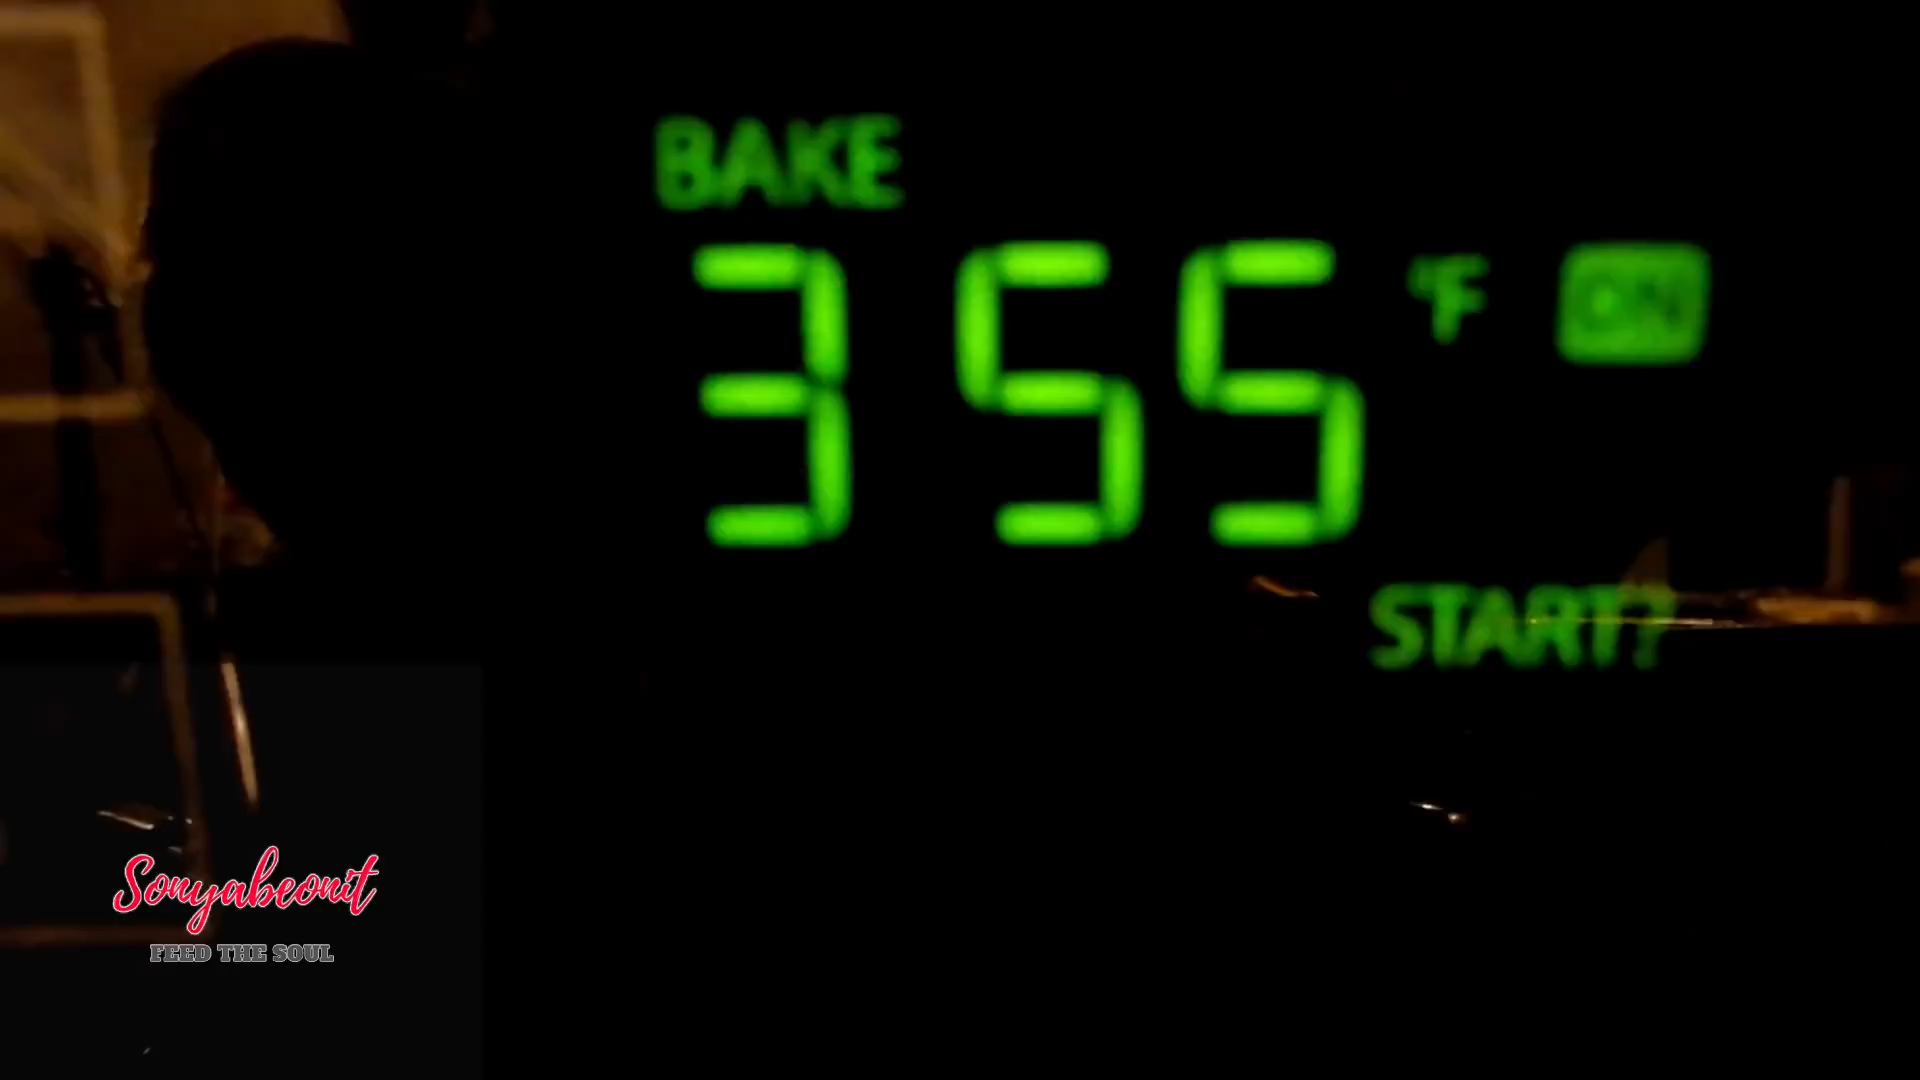 BAKE
355 °F ON
START?
Sonyabeonit
FEED THE SOUL